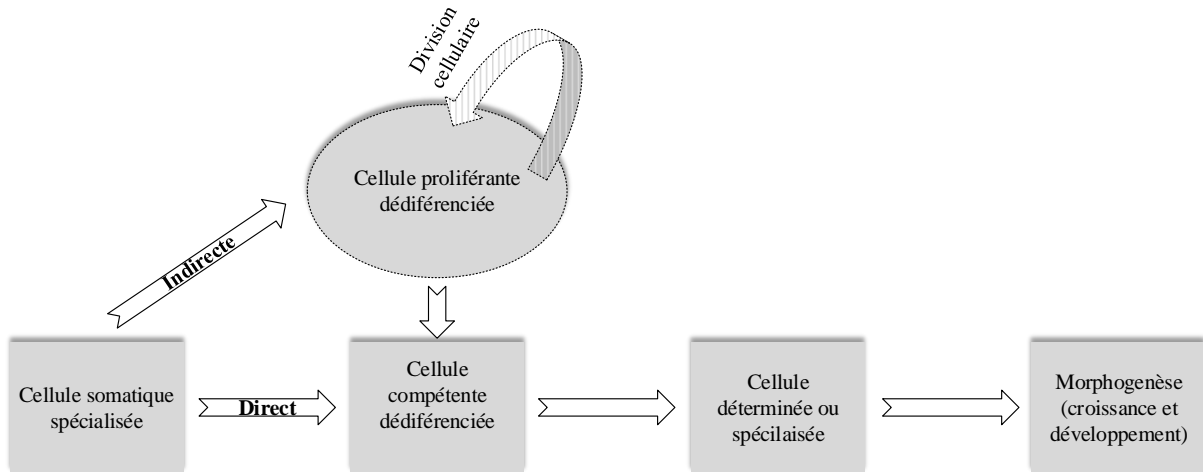 Division
cellulaire
Cellule proliférante
dédiférenciée
Indirecte
Cellule somatique
spécialisée
Direct
Cellule
compétente
dédiférenciée
Cellule
déterminée ou
spécilaisée
Morphogenèse
(croissance et
développement)